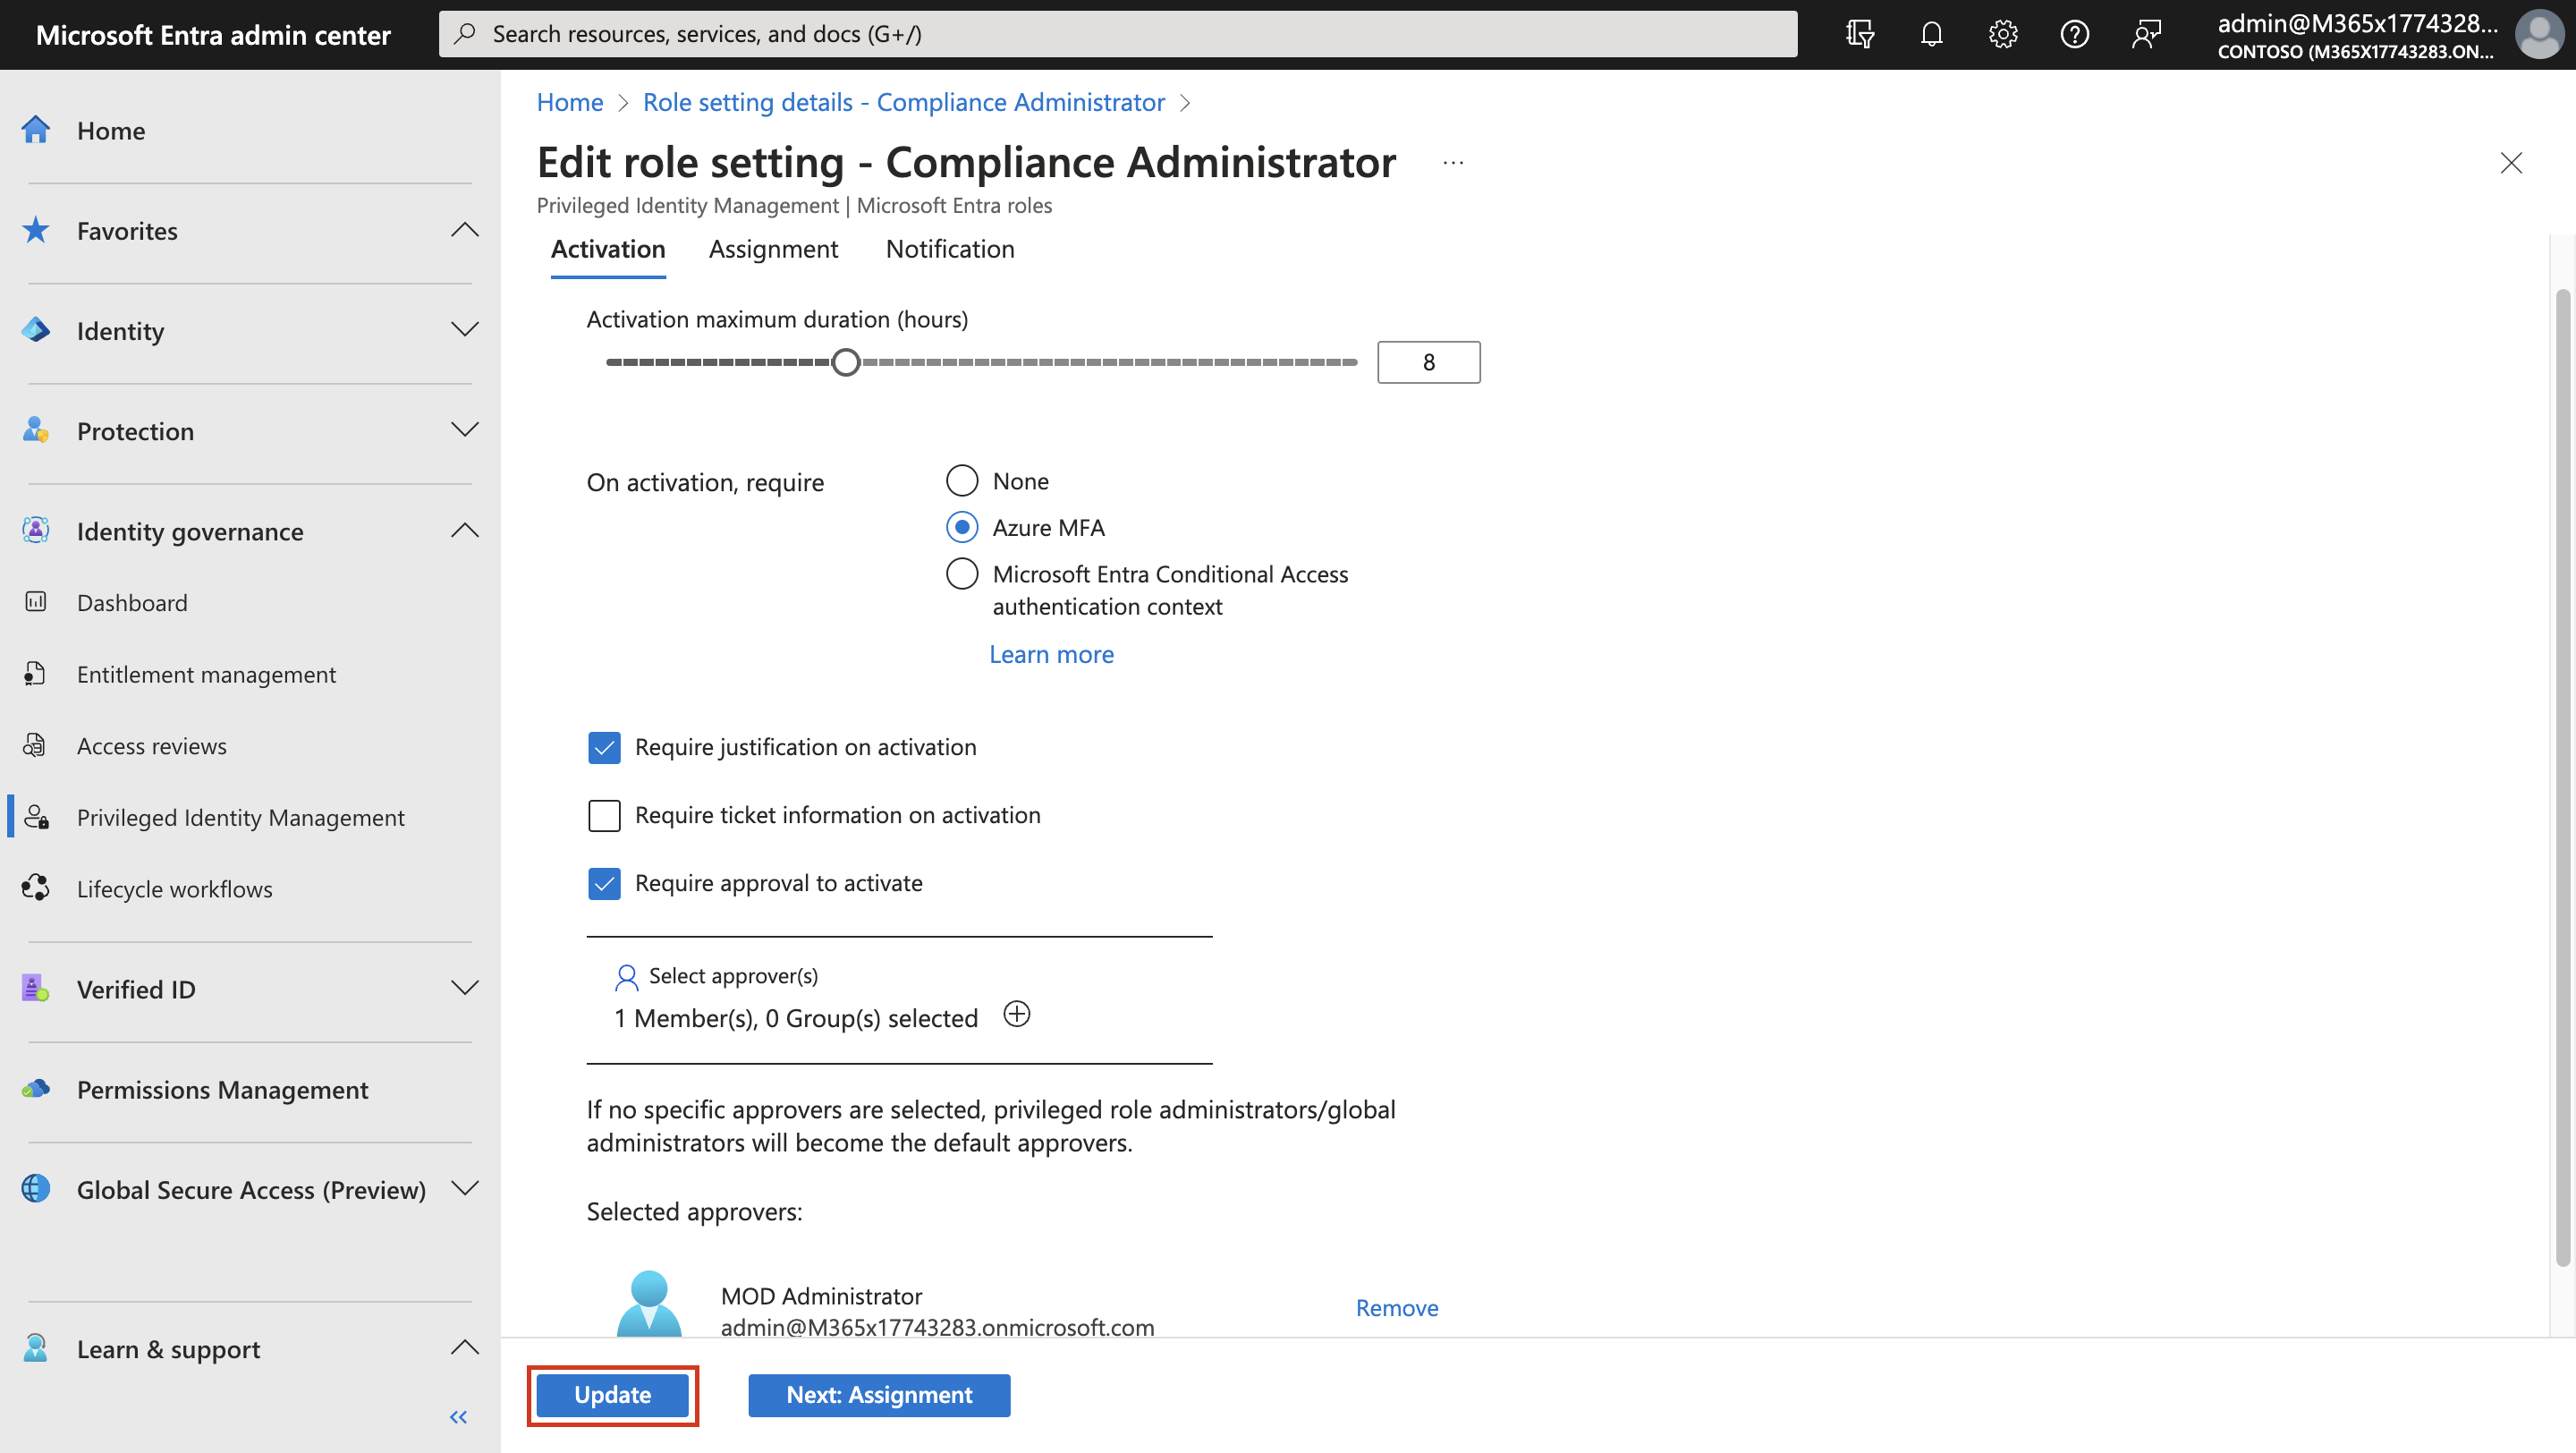 Microsoft Entra admin center
Search resources, services, and docs (G+/)
admin@M365x1774328...
CONTOSO (M365X17743283.ON...
Home
Favorites
Identity
Protection
Identity governance
Dashboard
Entitlement management
Access reviews
Privileged Identity Management
Lifecycle workflows
Verified ID
Permissions Management
Global Secure Access (Preview)
Learn & support
Home > Role setting details - Compliance Administrator >
Edit role setting - Compliance Administrator ...
Privileged Identity Management | Microsoft Entra roles
Activation Assignment Notification
Activation maximum duration (hours)
8
On activation, require
None
Azure MFA
Microsoft Entra Conditional Access
authentication context
Learn more
Require justification on activation
Require ticket information on activation
Require approval to activate
Select approver(s)
1 Member(s), 0 Group(s) selected
If no specific approvers are selected, privileged role administrators/global
administrators will become the default approvers.
Selected approvers:
MOD Administrator
admin@M365x17743283.onmicrosoft.com
Remove
Update
Next: Assignment